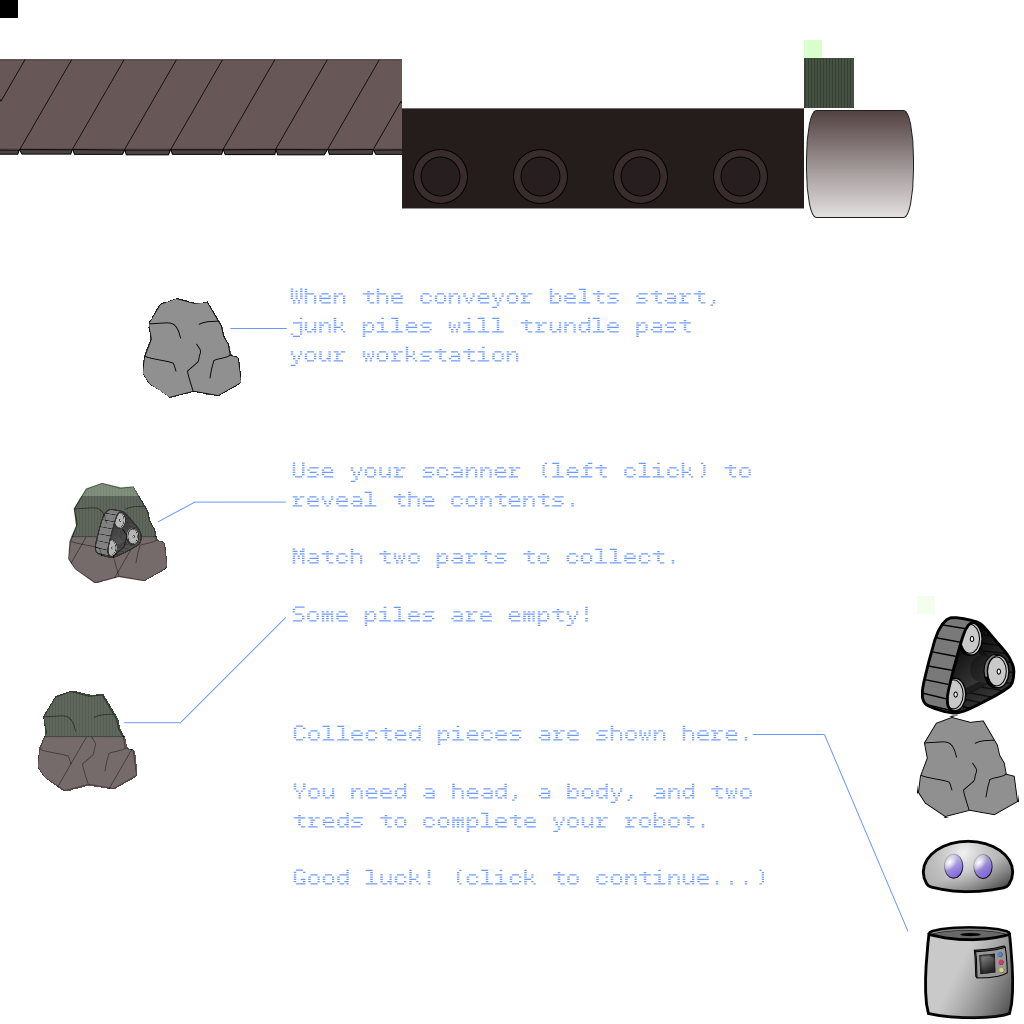 When the conveyor belts start,
junk piles will trundle past
your workstation
Use your scanner (left click) to
reveal the contents.
Match two parts to collect.
Some piles are empty!
Collected pieces are shown here.
You need a head, a body, and two
treds to complete your robot.
Good luck! (click to continue...)